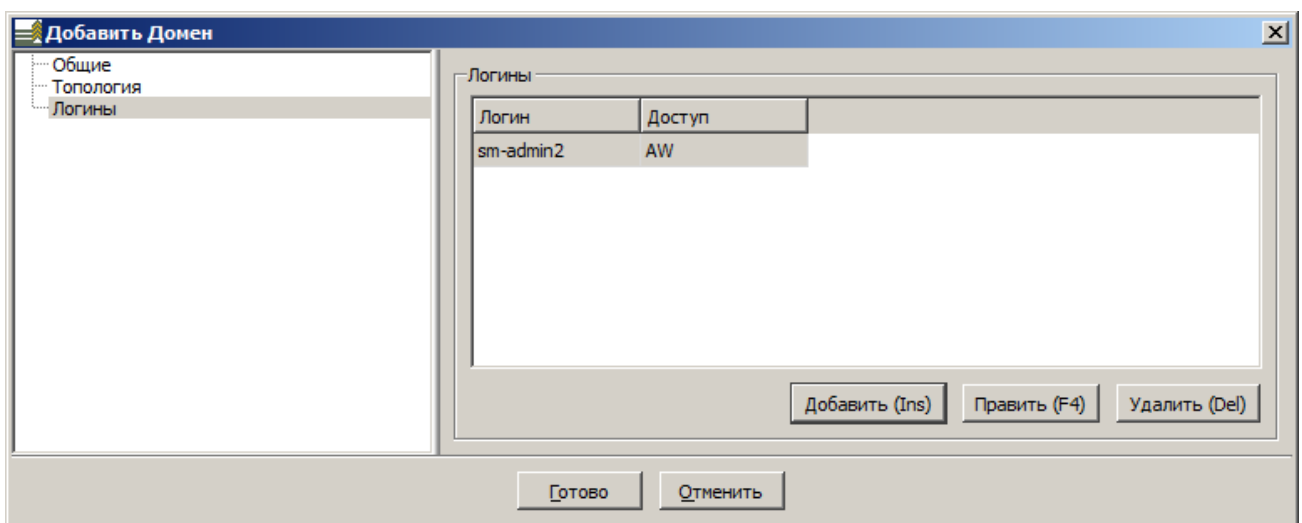 Добавить Домен
Общие
Топология
Логины
Логины
Логин Доступ
sm-admin2 AW
Добавить (Ins) Править (F4) Удалить (Del)
Готово Отменить